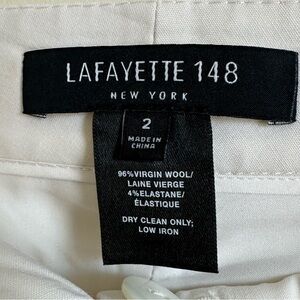 LAFAYETTE 148
NEW YORK
2
MADE IN
CHINA
96%VIRGIN WOOL/
LAINE VIERGE
4%ELASTANE/
ÉLASTIQUE
DRY CLEAN ONLY;
LOW IRON